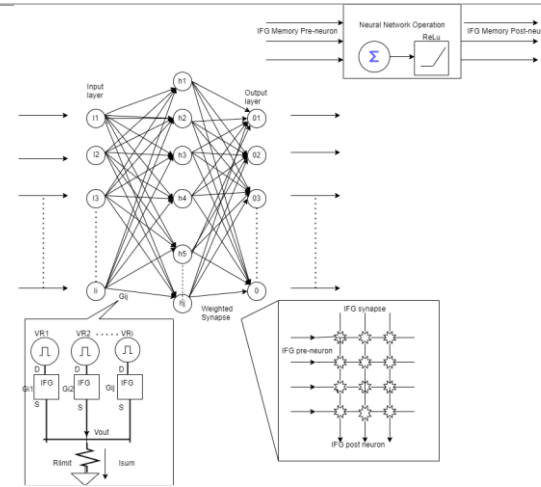 Neural Network Operation
IFG Memory Pre-neuron
ReLu
IFG Memory Post-neu
Σ
Input
layer
Output
layer
h1
I1
h2
01
I2
h3
02
I3
h4
03
h5
Ii
hj
0
Gij
Weighted
Synapse
VR1
VR2
VRi
D
D
D
Gi1
IFG
Gi2
IFG
Gij
IFG
S
S
S
Vout
Rlimit
Isum
IFG synapse
IFG pre-neuron
IFG post neuron